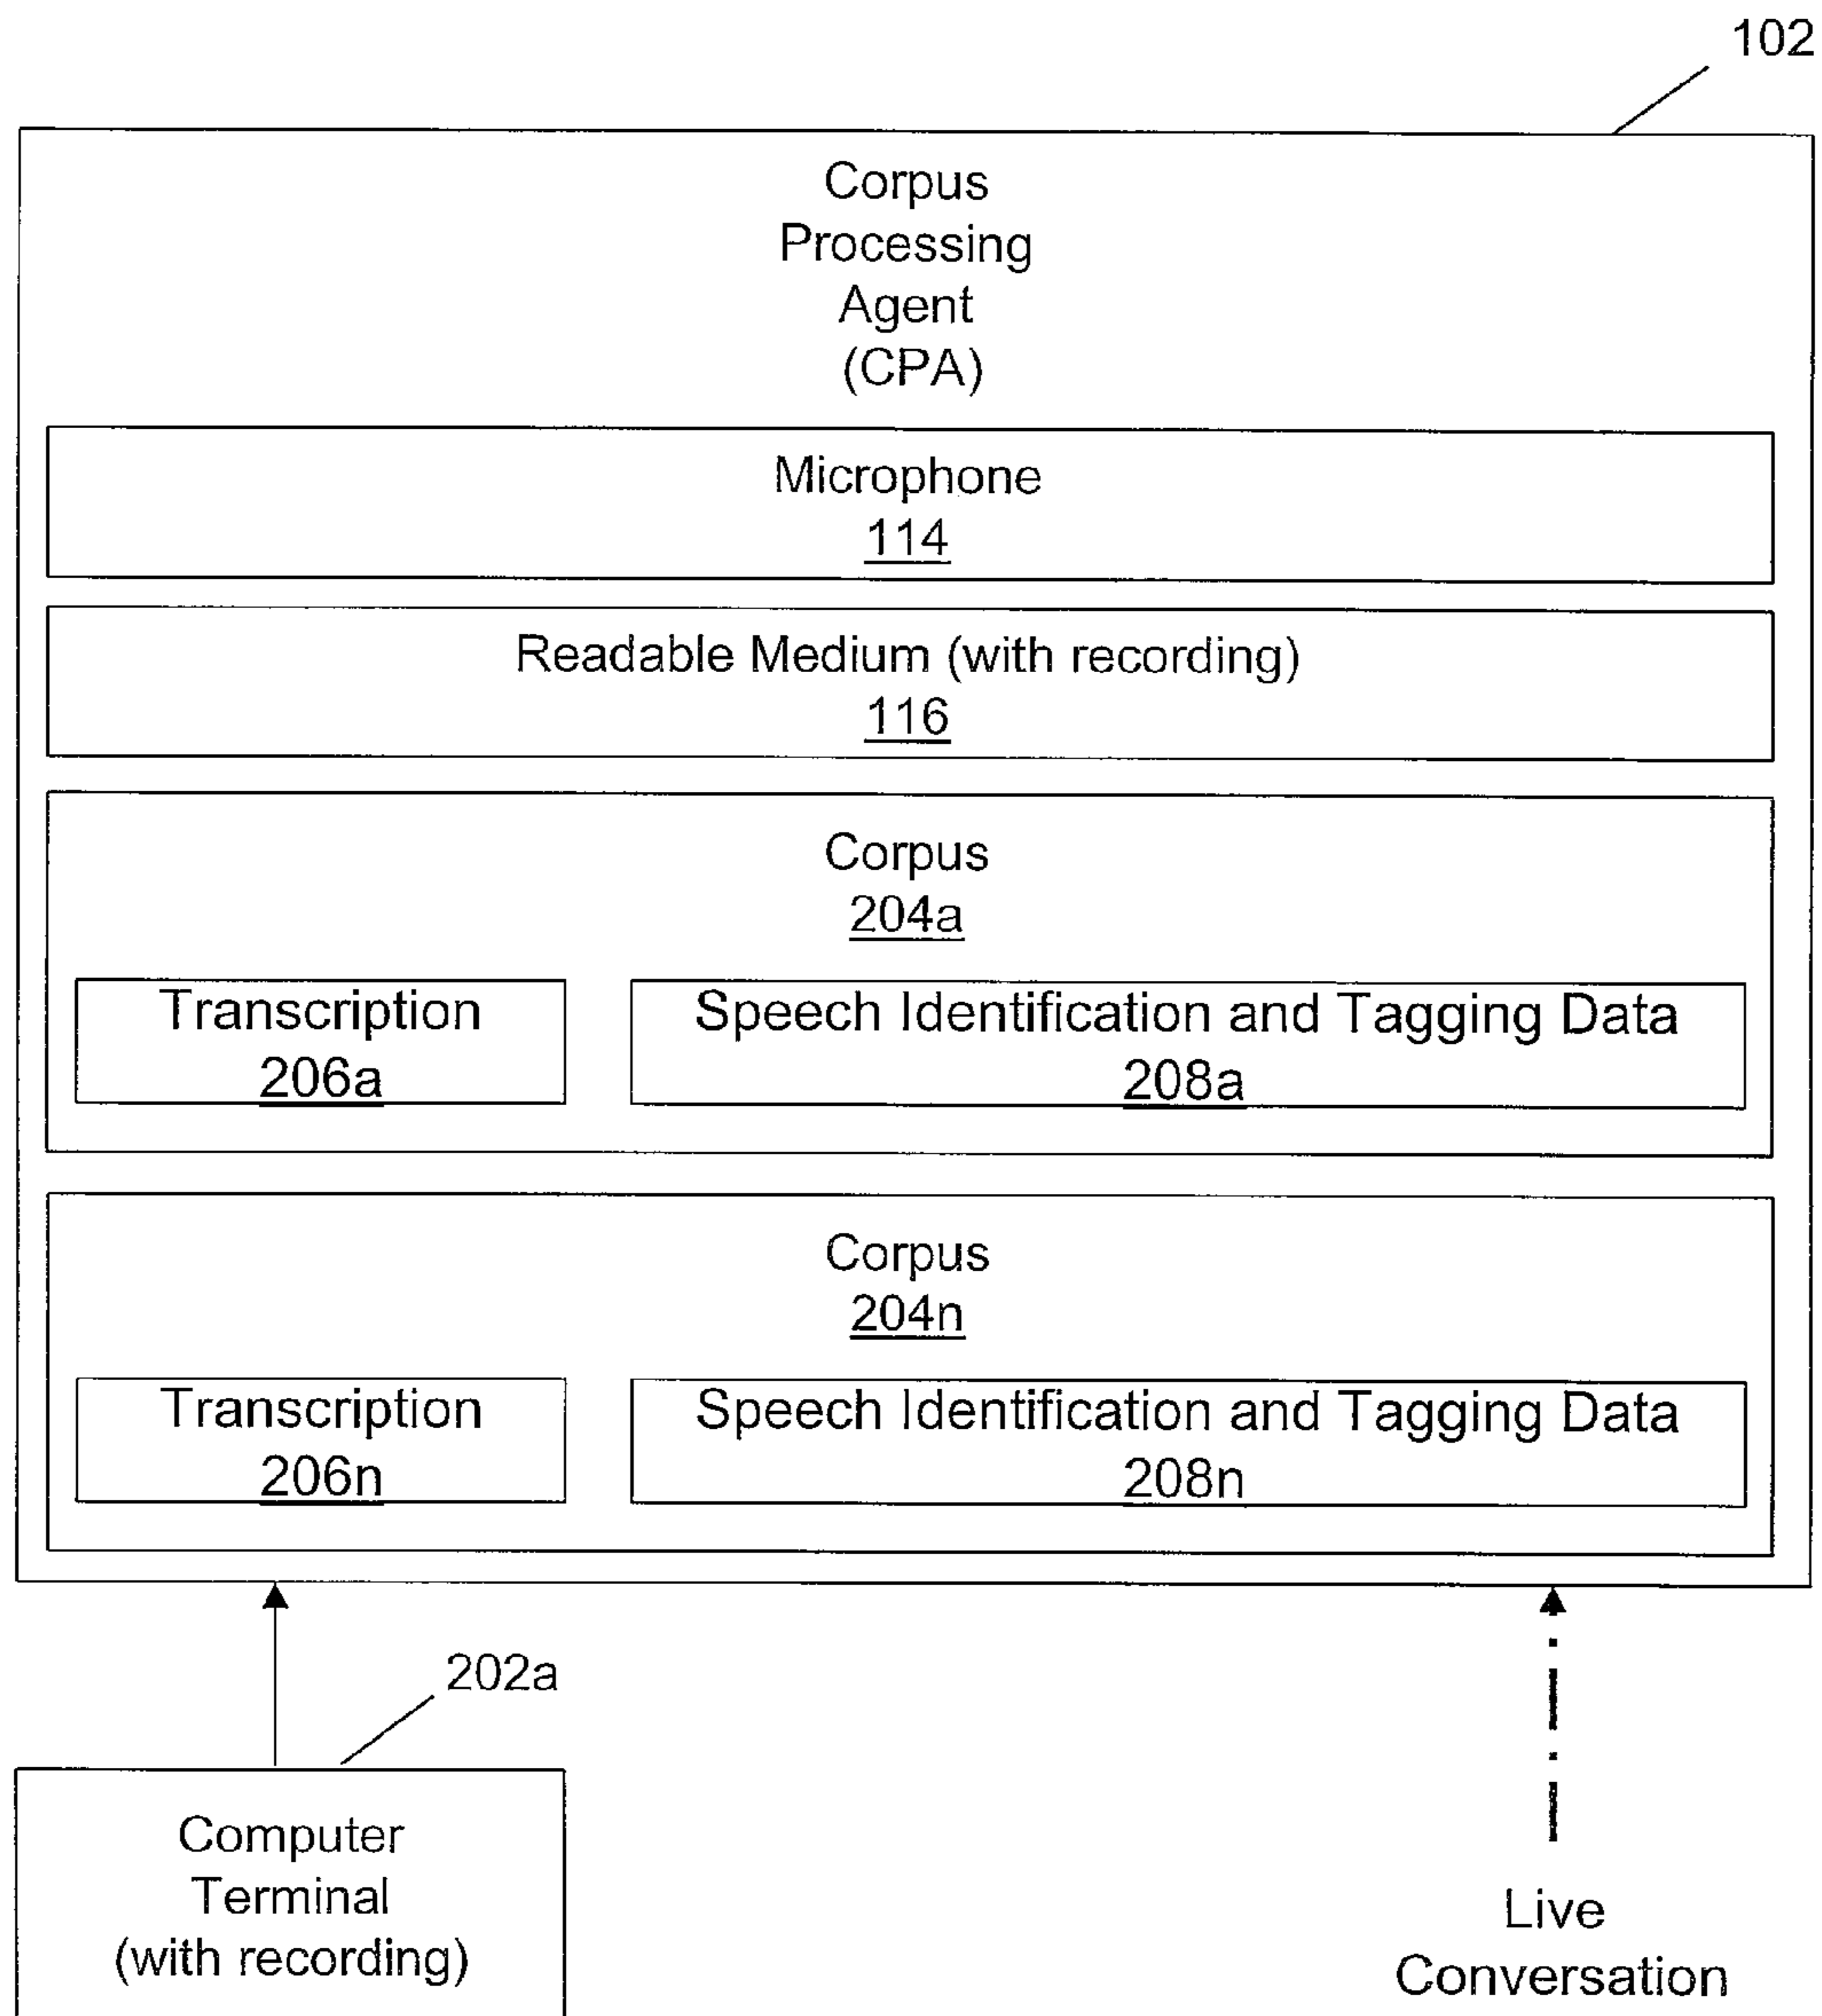 102
Corpus
Processing
Agent
(CPA)
Microphone
114
Readable Medium (with recording)
116
Corpus
204a
Transcription
206a
Speech Identification and Tagging Data
208a
Corpus
204n
Transcription
206n
Speech Identification and Tagging Data
208n
202a
Computer
Terminal
(with recording)
Live
Conversation